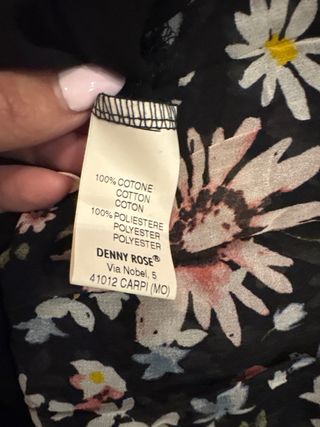 100% COTONE
COTTON
COTON
100% POLIESTERE
POLYESTER
POLYESTER
DENNY ROSE®
Via Nobel, 5
41012 CARPI (MO)